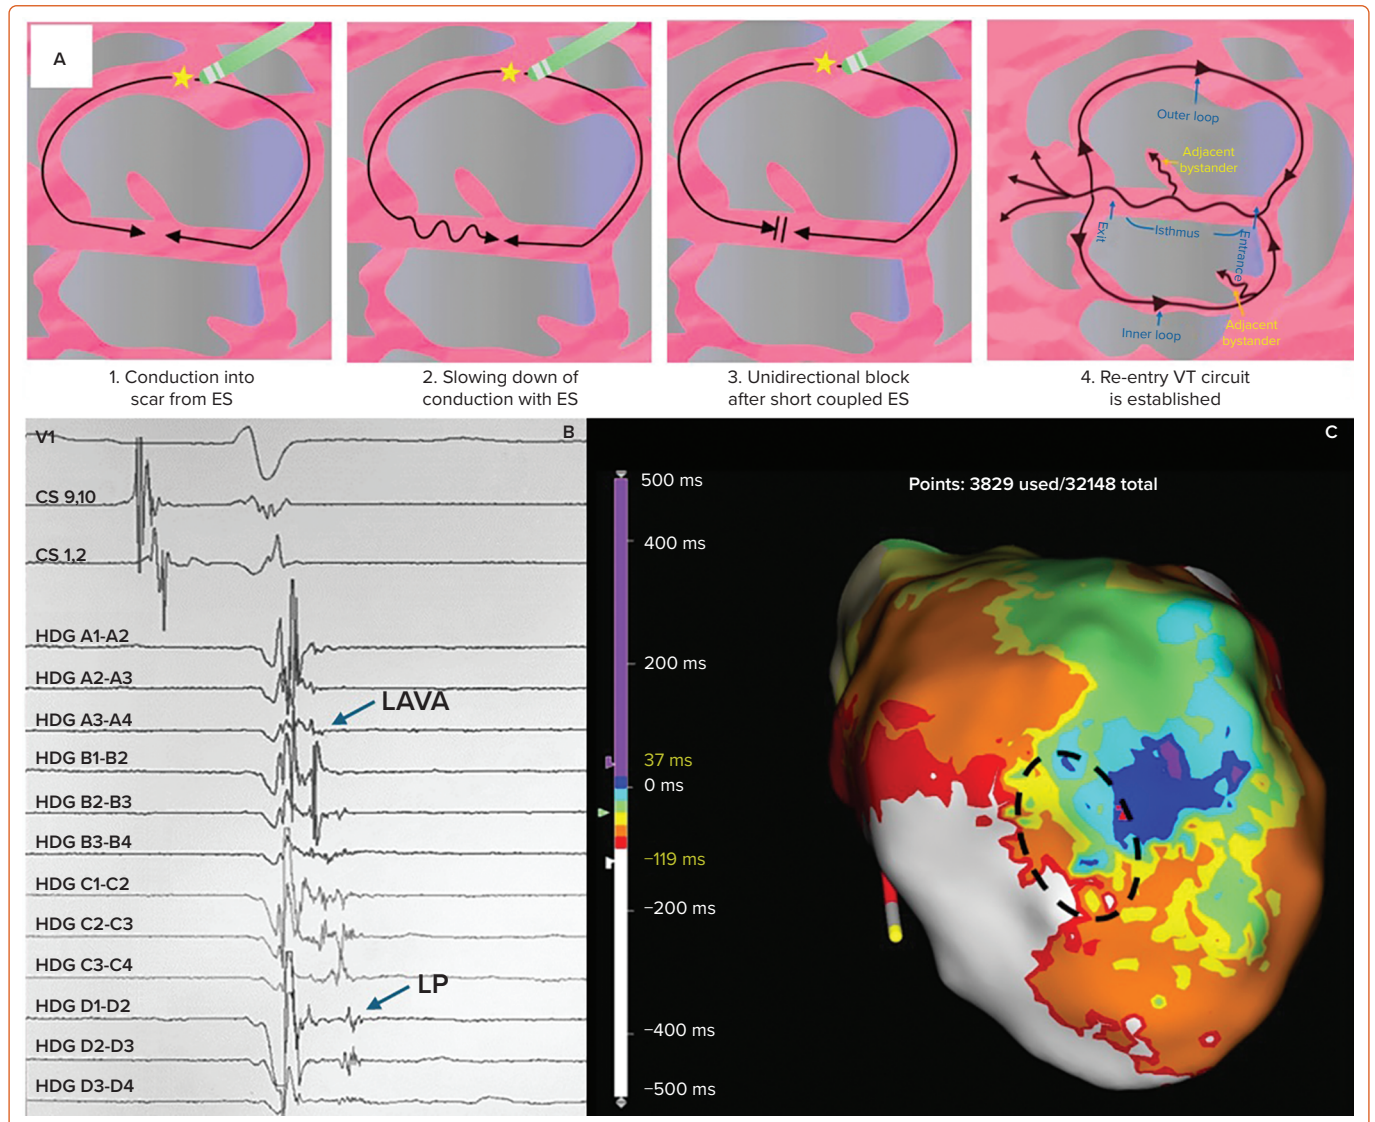 A
Outer loop
Adjacent
bystander
Exit
Isthmus
Entrance
Inner loop
Adjacent
bystander
1. Conduction into
scar from ES
2. Slowing down of
conduction with ES
3. Unidirectional block
after short coupled ES
4. Re-entry VT circuit
is established
B
V1
CS 9,10
CS 1,2
HDG A1-A2
HDG A2-A3
HDG A3-A4
HDG B1-B2
HDG B2-B3
HDG B3-B4
HDG C1-C2
HDG C2-C3
HDG C3-C4
HDG D1-D2
HDG D2-D3
HDG D3-D4
LAVA
LP
C
Points: 3829 used/32148 total
500 ms
400 ms
200 ms
37 ms
0 ms
−119 ms
−200 ms
−400 ms
−500 ms